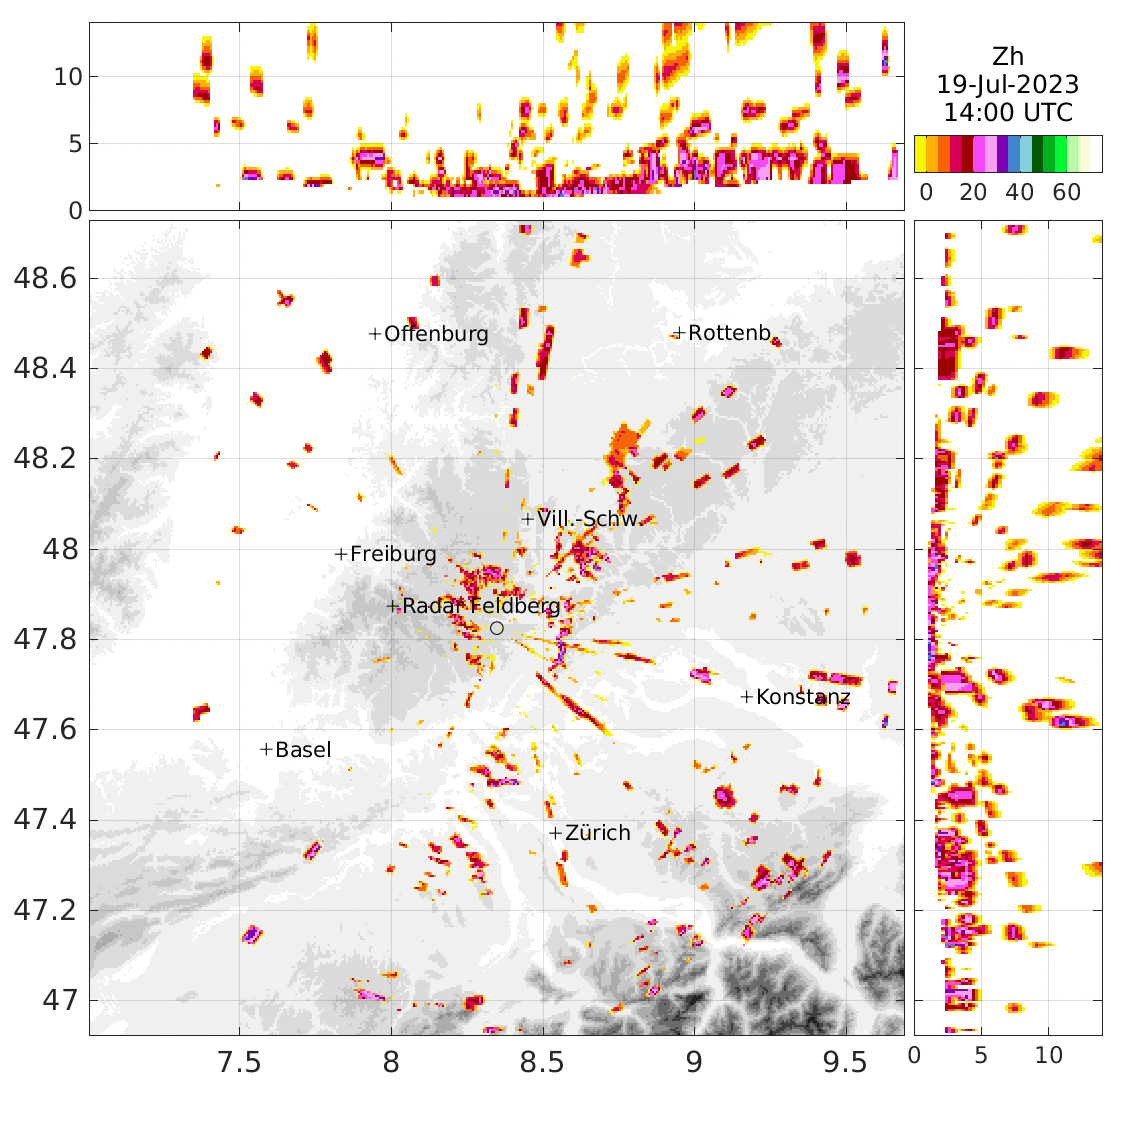 10
5
0
Zh
19-Jul-2023
14:00 UTC
0 20 40 60
48.6
48.4
48.2
48
47.8
47.6
47.4
47.2
47
+Offenburg
+Rottenb.
+Vill.-Schw.
+Freiburg
+Radar Feldberg
+Konstanz
+Basel
+Zürich
7.5 8 8.5 9 9.5
0 5 10